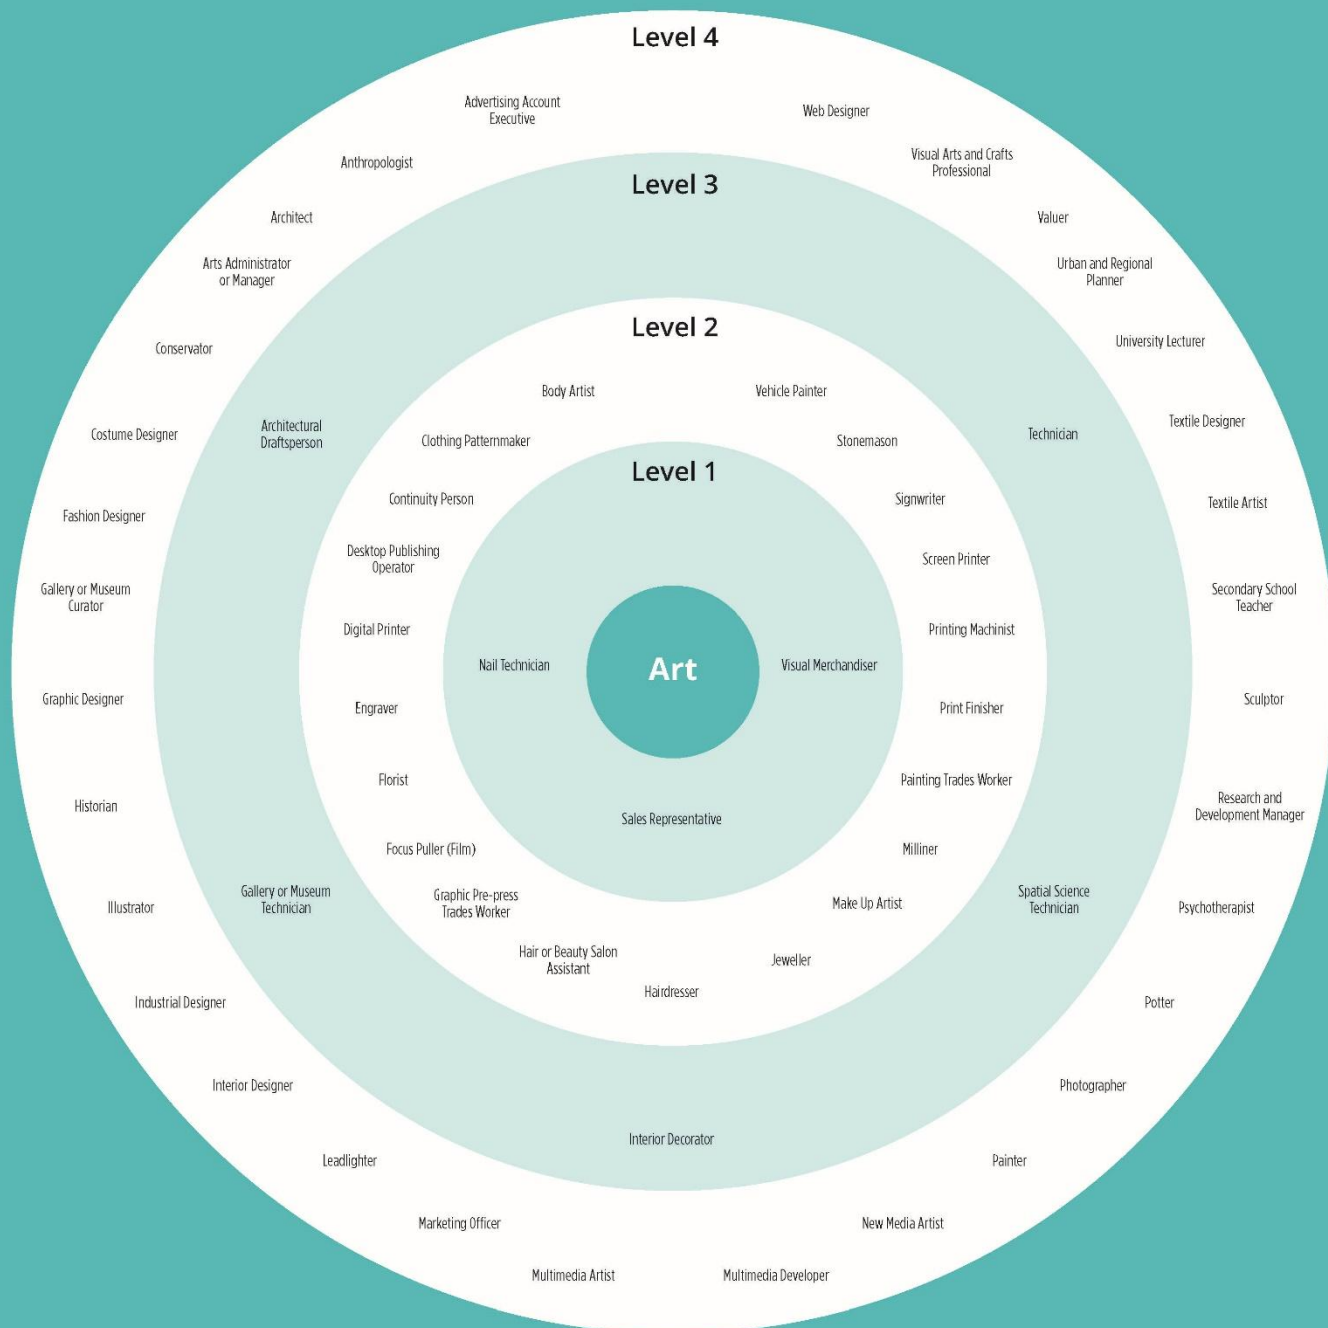 Level 4
Advertising Account
Executive
Web Designer
Anthropologist
Visual Arts and Crafts
Professional
Architect
Valuer
Arts Administrator
or Manager
Urban and Regional
Planner
Conservator
University Lecturer
Costume Designer
Textile Designer
Fashion Designer
Textile Artist
Gallery or Museum
Curator
Secondary School
Teacher
Graphic Designer
Sculptor
Historian
Research and
Development Manager
Illustrator
Psychotherapist
Industrial Designer
Potter
Interior Designer
Photographer
Leadlighter
Painter
Marketing Officer
New Media Artist
Multimedia Artist
Multimedia Developer
Level 3
Architectural
Draftsperson
Technician
Gallery or Museum
Technician
Spatial Science
Technician
Interior Decorator
Level 2
Body Artist
Vehicle Painter
Clothing Patternmaker
Stonemason
Continuity Person
Signwriter
Desktop Publishing
Operator
Screen Printer
Digital Printer
Printing Machinist
Engraver
Print Finisher
Florist
Painting Trades Worker
Focus Puller (Film)
Milliner
Graphic Pre-press
Trades Worker
Make Up Artist
Hair or Beauty Salon
Assistant
Jeweller
Hairdresser
Level 1
Nail Technician
Visual Merchandiser
Sales Representative
Art